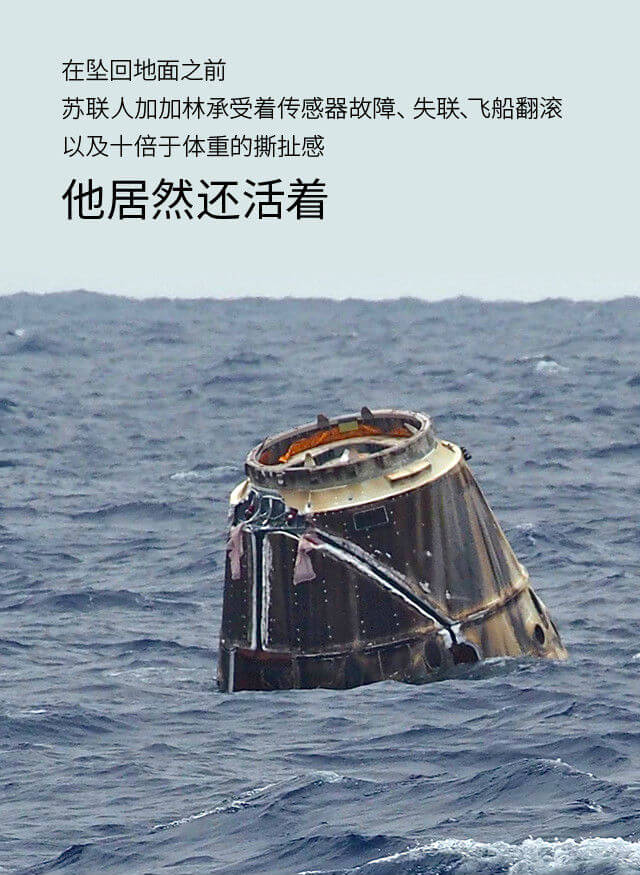 在坠回地面之前
苏联人加加林承受着传感器故障、失联、飞船翻滚
以及十倍于体重的撕扯感
他居然还活着